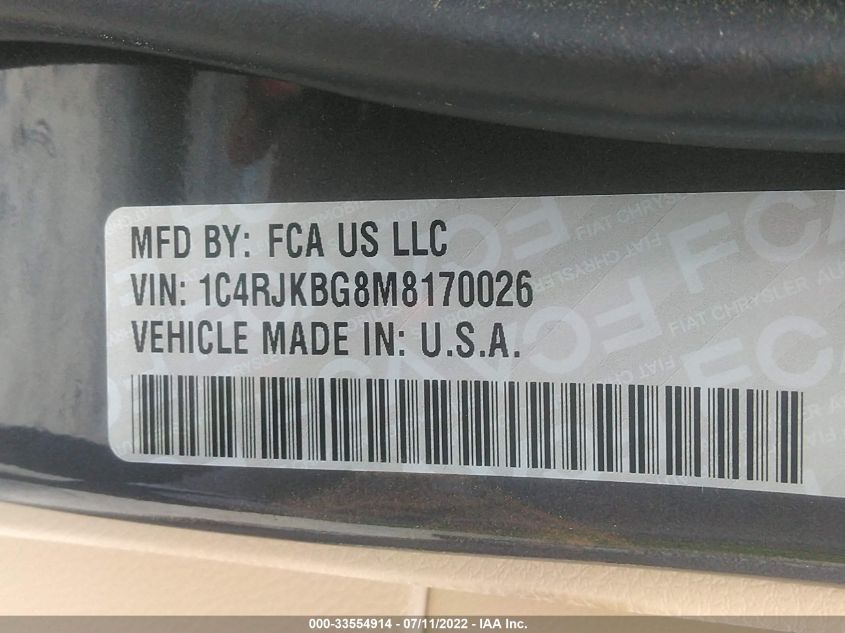 MFD BY: FCA US LLC
VIN: 1C4RJKBG8M8170026
VEHICLE MADE IN: U.S.A.
000-33554914 - 07/11/2022 - IAA Inc.